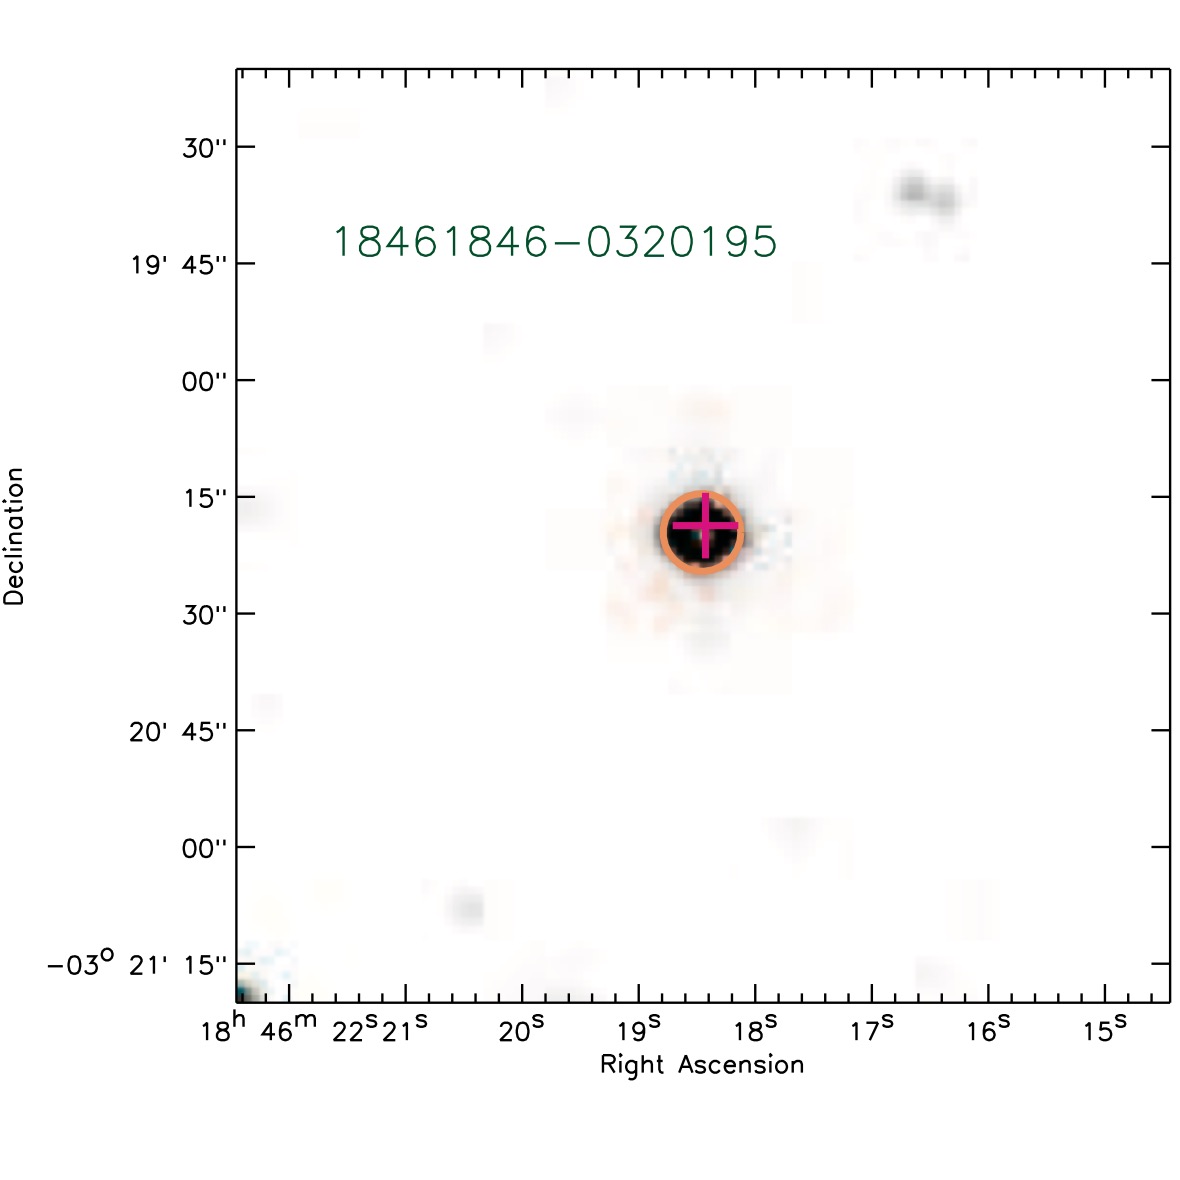 30"
18461846-0320195
19' 45"
00"
15"
Declination
30"
20' 45"
00"
-03° 21' 15"
18h 46m 22s 21s 20s 19s 18s 17s 16s 15s
Right Ascension